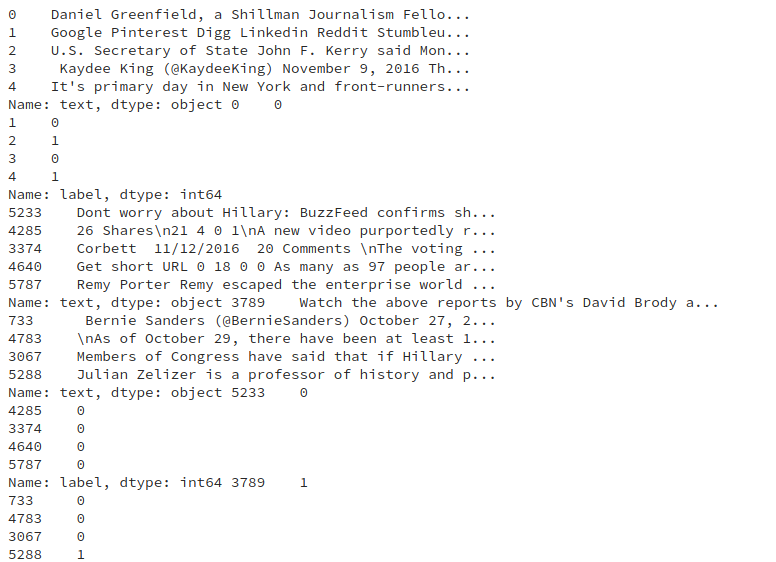 0    Daniel Greenfield, a Shillman Journalism Fello...
1    Google Pinterest Digg Linkedin Reddit Stumbleu...
2    U.S. Secretary of State John F. Kerry said Mon...
3     Kaydee King (@KaydeeKing) November 9, 2016 Th...
4    It's primary day in New York and front-runners...
Name: text, dtype: object 0    0
1    0
2    1
3    0
4    1
Name: label, dtype: int64
5233    Dont worry about Hillary: BuzzFeed confirms sh...
4285    26 Shares\n21 4 0 1\nA new video purportedly r...
3374    Corbett  11/12/2016  20 Comments \nThe voting ...
4640    Get short URL 0 18 0 0 As many as 97 people ar...
5787    Remy Porter Remy escaped the enterprise world ...
Name: text, dtype: object 3789    Watch the above reports by CBN's David Brody a...
733      Bernie Sanders (@BernieSanders) October 27, 2...
4783    \nAs of October 29, there have been at least 1...
3067    Members of Congress have said that if Hillary ...
5288    Julian Zelizer is a professor of history and p...
Name: text, dtype: object 5233    0
4285    0
3374    0
4640    0
5787    0
Name: label, dtype: int64 3789    1
733     0
4783    0
3067    0
5288    1